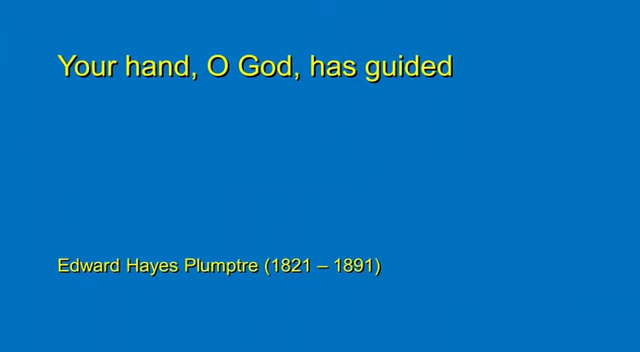 Your hand, O God, has guided
Edward Hayes Plumptre (1821 – 1891)